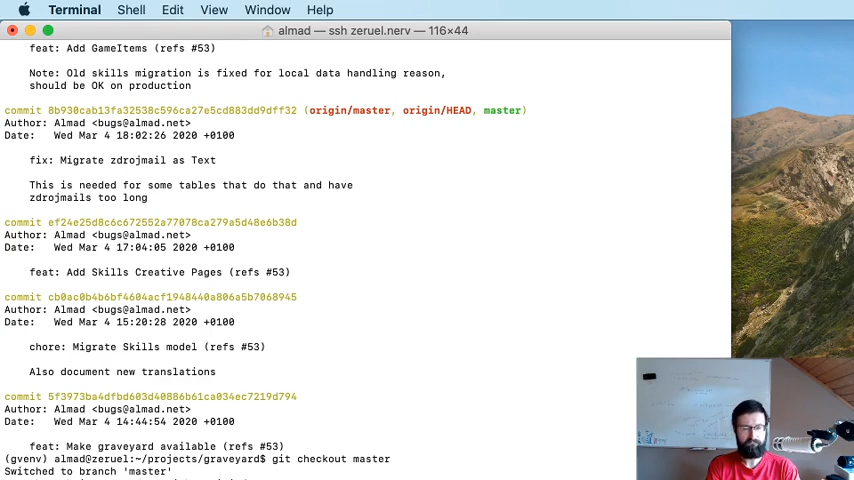 Terminal Shell Edit View Window Help
almad — ssh zeruel.nerv — 116×44
feat: Add GameItems (refs #53)
Note: Old skills migration is fixed for local data handling reason,
should be OK on production
commit 8b930cab13fa32538c596ca27e5cd883dd9dff32 (origin/master, origin/HEAD, master)
Author: Almad <bugs@almad.net>
Date: Wed Mar 4 18:02:26 2020 +0100
fix: Migrate zdrojmail as Text
This is needed for some tables that do that and have
zdrojmails too long
commit ef24e25d8c6c672552a77078ca279a5d48e6b38d
Author: Almad <bugs@almad.net>
Date: Wed Mar 4 17:04:05 2020 +0100
feat: Add Skills Creative Pages (refs #53)
commit cb0ac0b4b6bf4604acf1948440a806a5b7068945
Author: Almad <bugs@almad.net>
Date: Wed Mar 4 15:20:28 2020 +0100
chore: Migrate Skills model (refs #53)
Also document new translations
commit 5f3973ba4dfbd603d40886b61ca034ec7219d794
Author: Almad <bugs@almad.net>
Date: Wed Mar 4 14:44:54 2020 +0100
feat: Make graveyard available (refs #53)
(gvenv) almad@zeruel:~/projects/graveyard$ git checkout master
Switched to branch 'master'